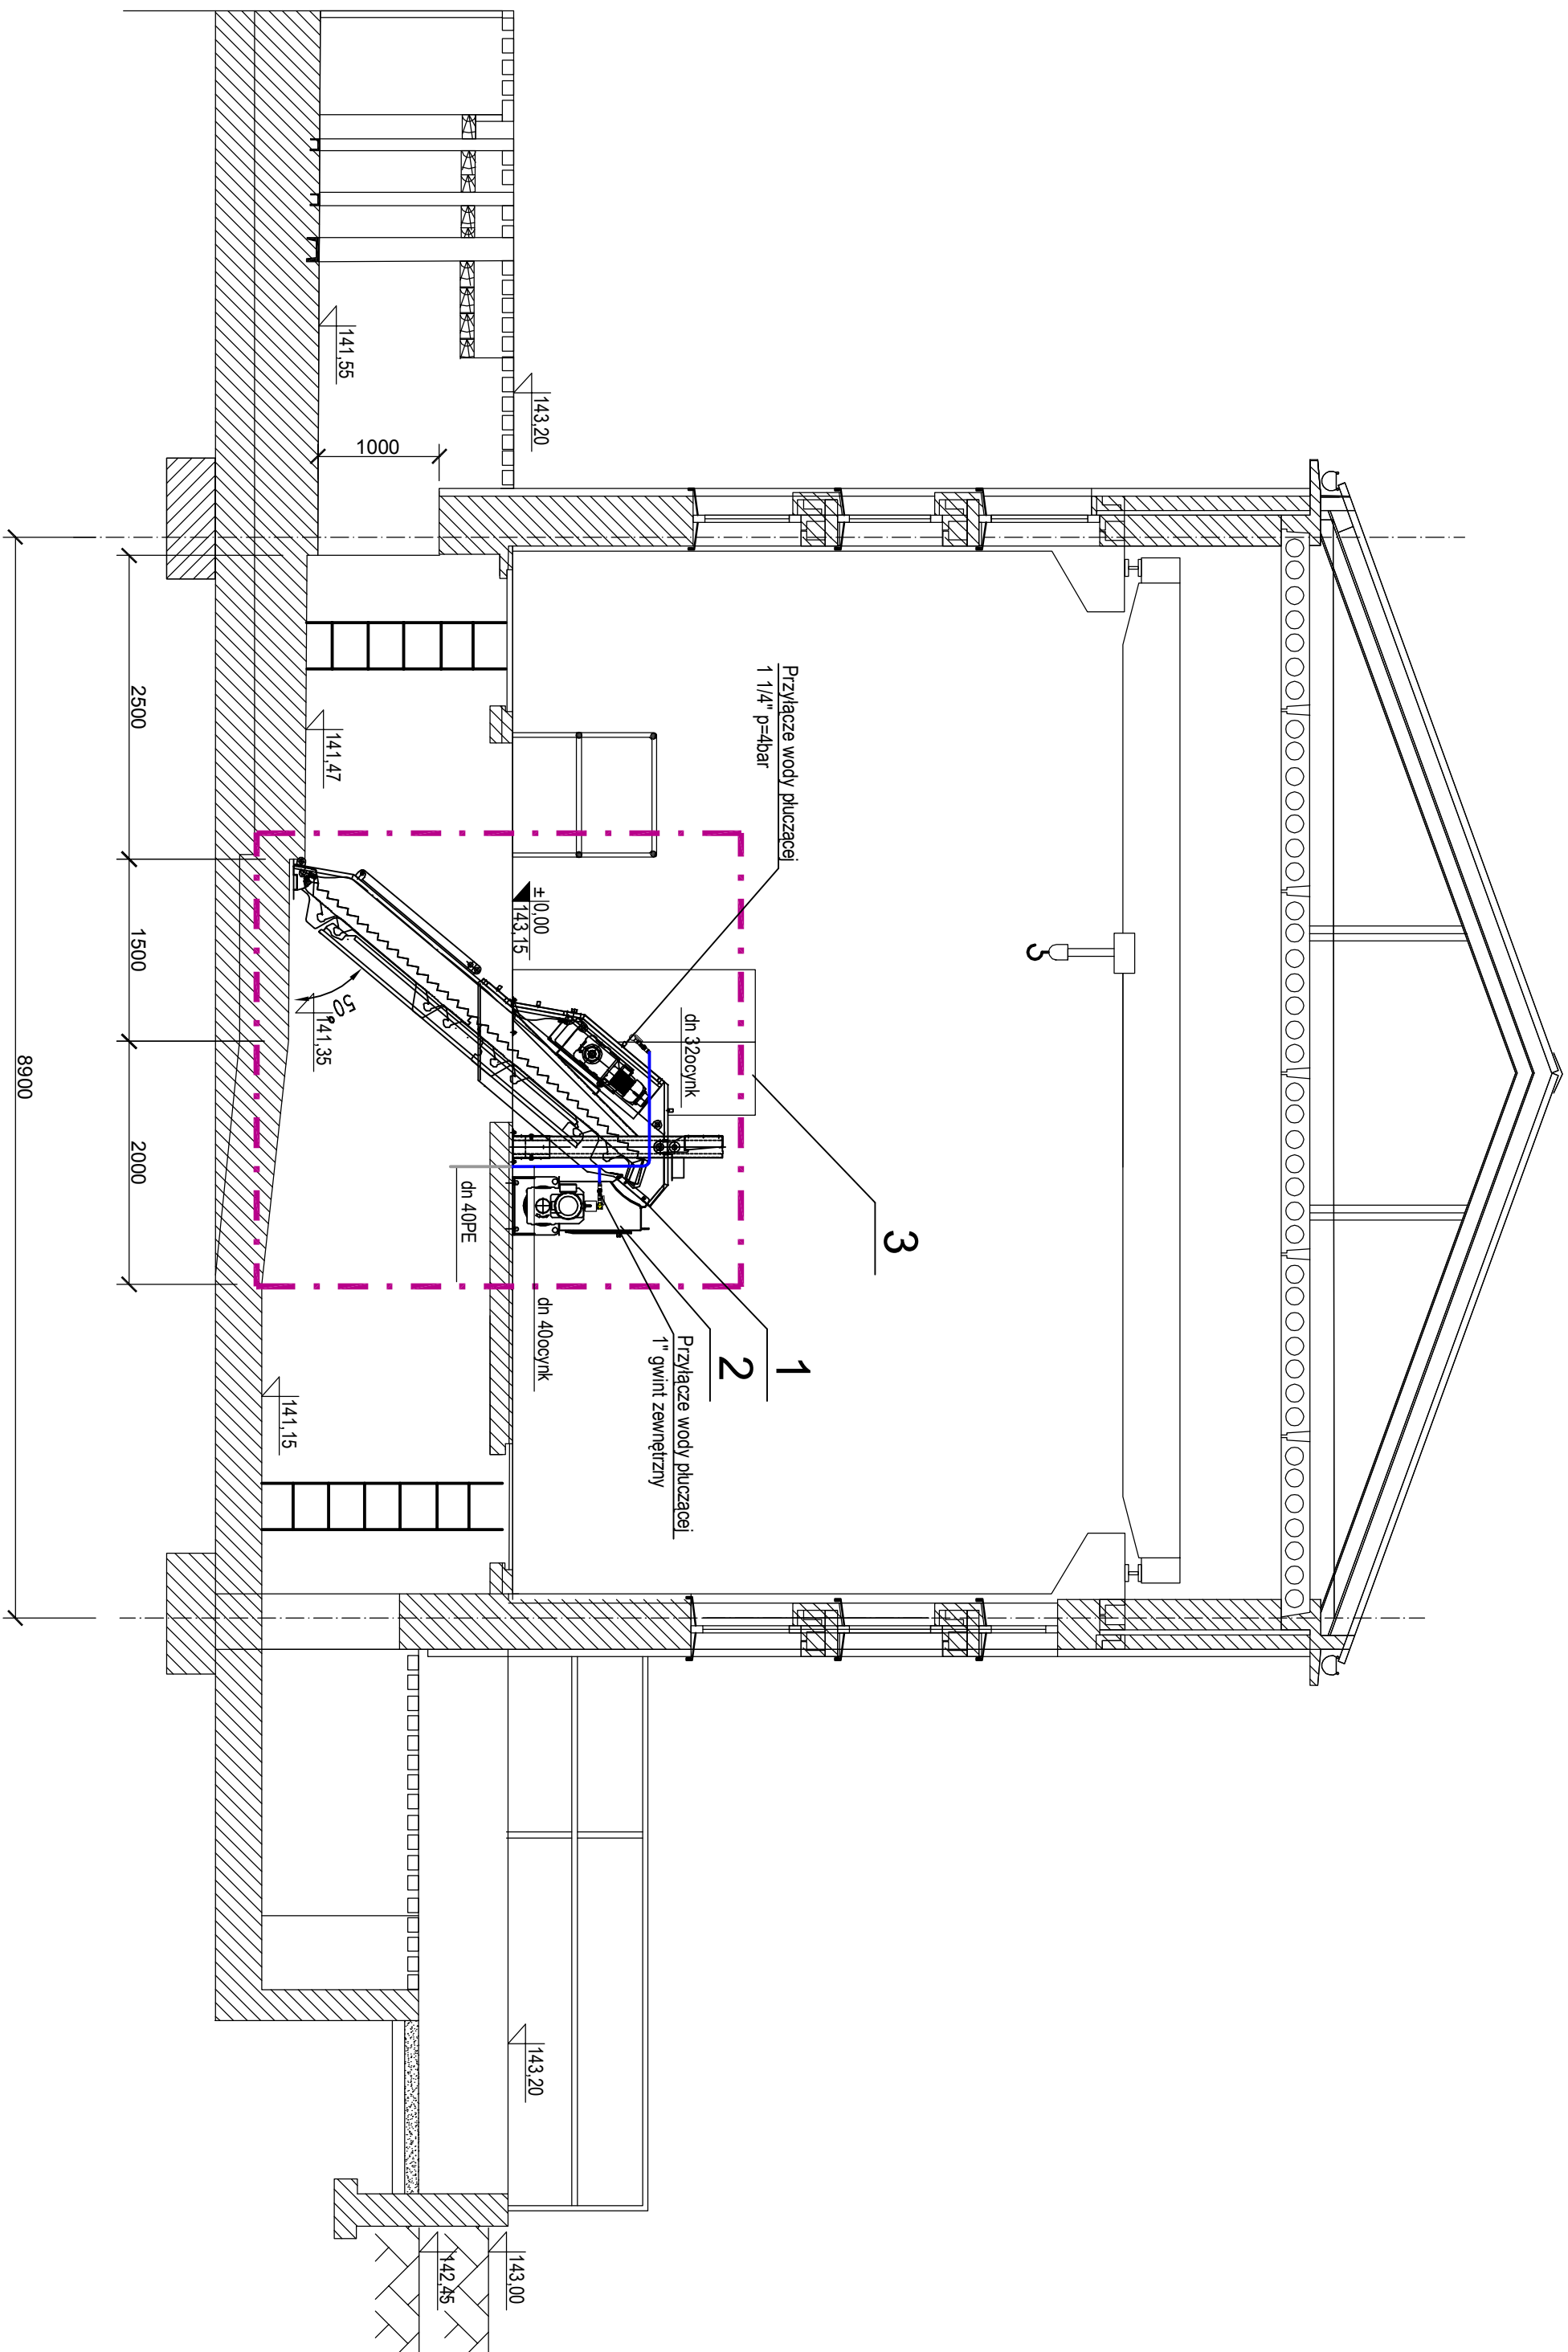 143,20
141,55
1000
Przyłacze wody płuczącej
1 1/4" p=4bar
3
1
2
dn 32ocynk
Przyłacze wody płuczącej
1" gwint zewnętrzny
±0,00
143,15
dn 40ocynk
dn 40PE
141,47
50°
141,35
141,15
143,20
143,00
142,45
2500
1500
2000
8900